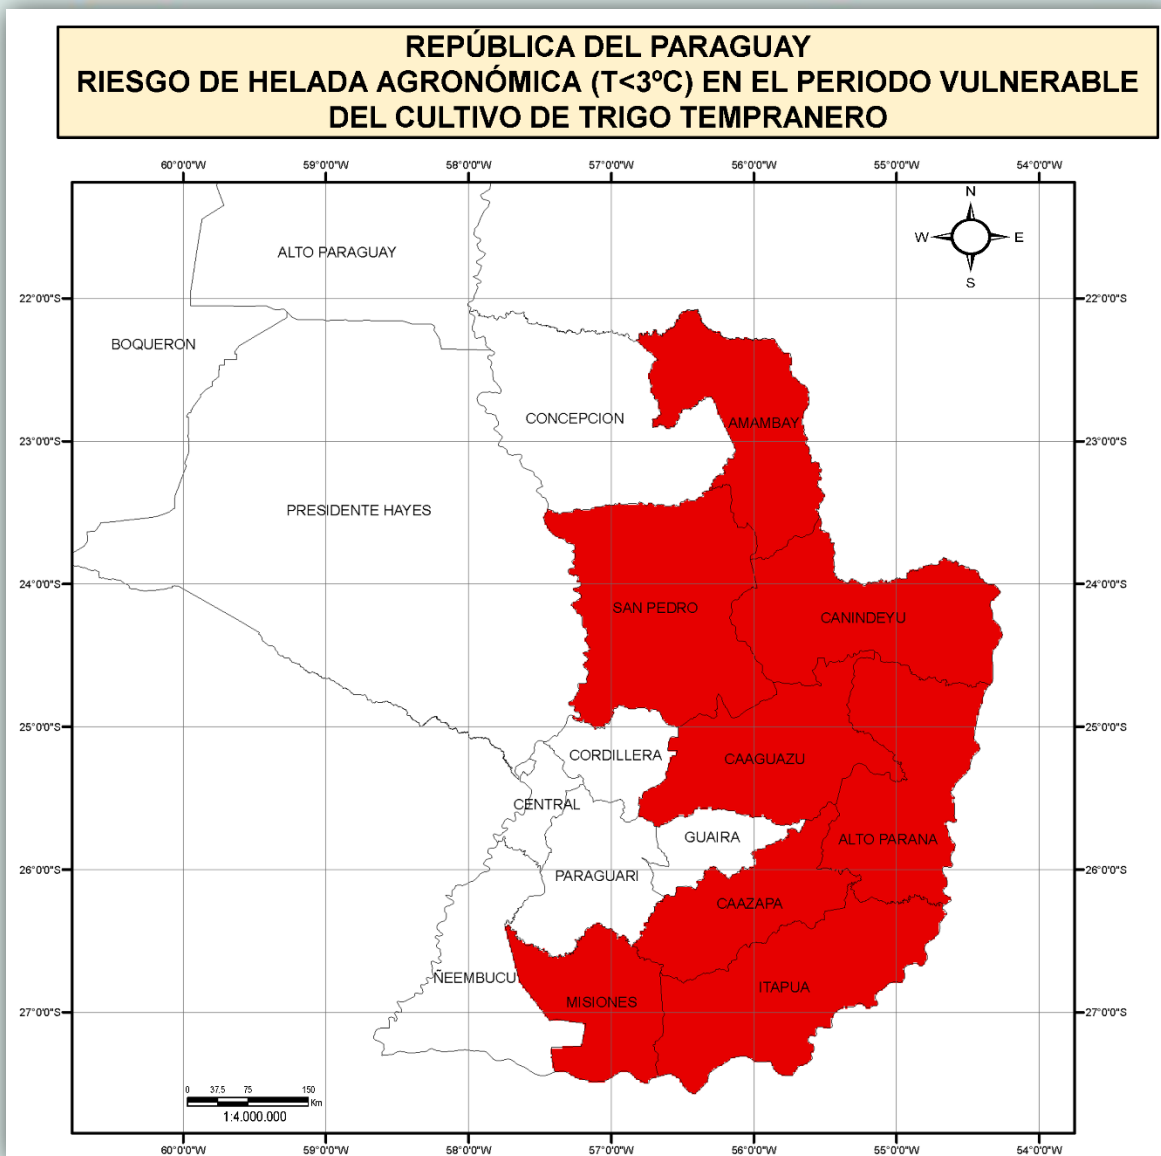 REPÚBLICA DEL PARAGUAY
RIESGO DE HELADA AGRONÓMICA (T<3ºC) EN EL PERIODO VULNERABLE
DEL CULTIVO DE TRIGO TEMPRANERO
60°0'0"W 59°0'0"W 58°0'0"W 57°0'0"W 56°0'0"W 55°0'0"W 54°0'0"W
N
W E
S
ALTO PARAGUAY
22°0'0"S 22°0'0"S
BOQUERON
CONCEPCION
AMAMBAY
23°0'0"S 23°0'0"S
PRESIDENTE HAYES
24°0'0"S 24°0'0"S
SAN PEDRO
CANINDEYU
25°0'0"S 25°0'0"S
CORDILLERA
CAAGUAZU
CENTRAL
GUAIRA
ALTO PARANA
26°0'0"S 26°0'0"S
PARAGUARI
CAAZAPA
ÑEEMBUCU
ITAPUA
MISIONES
27°0'0"S 27°0'0"S
0 37.5 75 150
Km
1:4.000.000
60°0'0"W 59°0'0"W 58°0'0"W 57°0'0"W 56°0'0"W 55°0'0"W 54°0'0"W